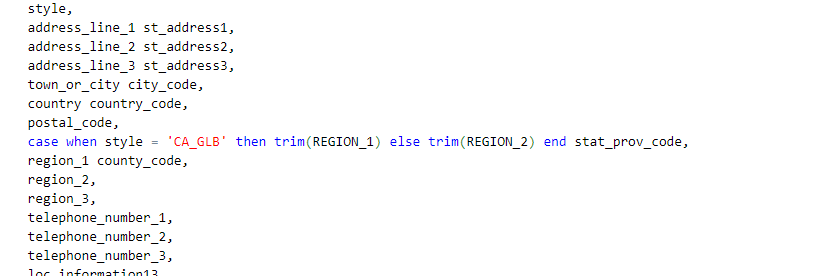 style,
address_line_1 st_address1,
address_line_2 st_address2,
address_line_3 st_address3,
town_or_city city_code,
country country_code,
postal_code,
case when style = 'CA_GLB' then trim(REGION_1) else trim(REGION_2) end stat_prov_code,
region_1 county_code,
region_2,
region_3,
telephone_number_1,
telephone_number_2,
telephone_number_3,
loc_information13